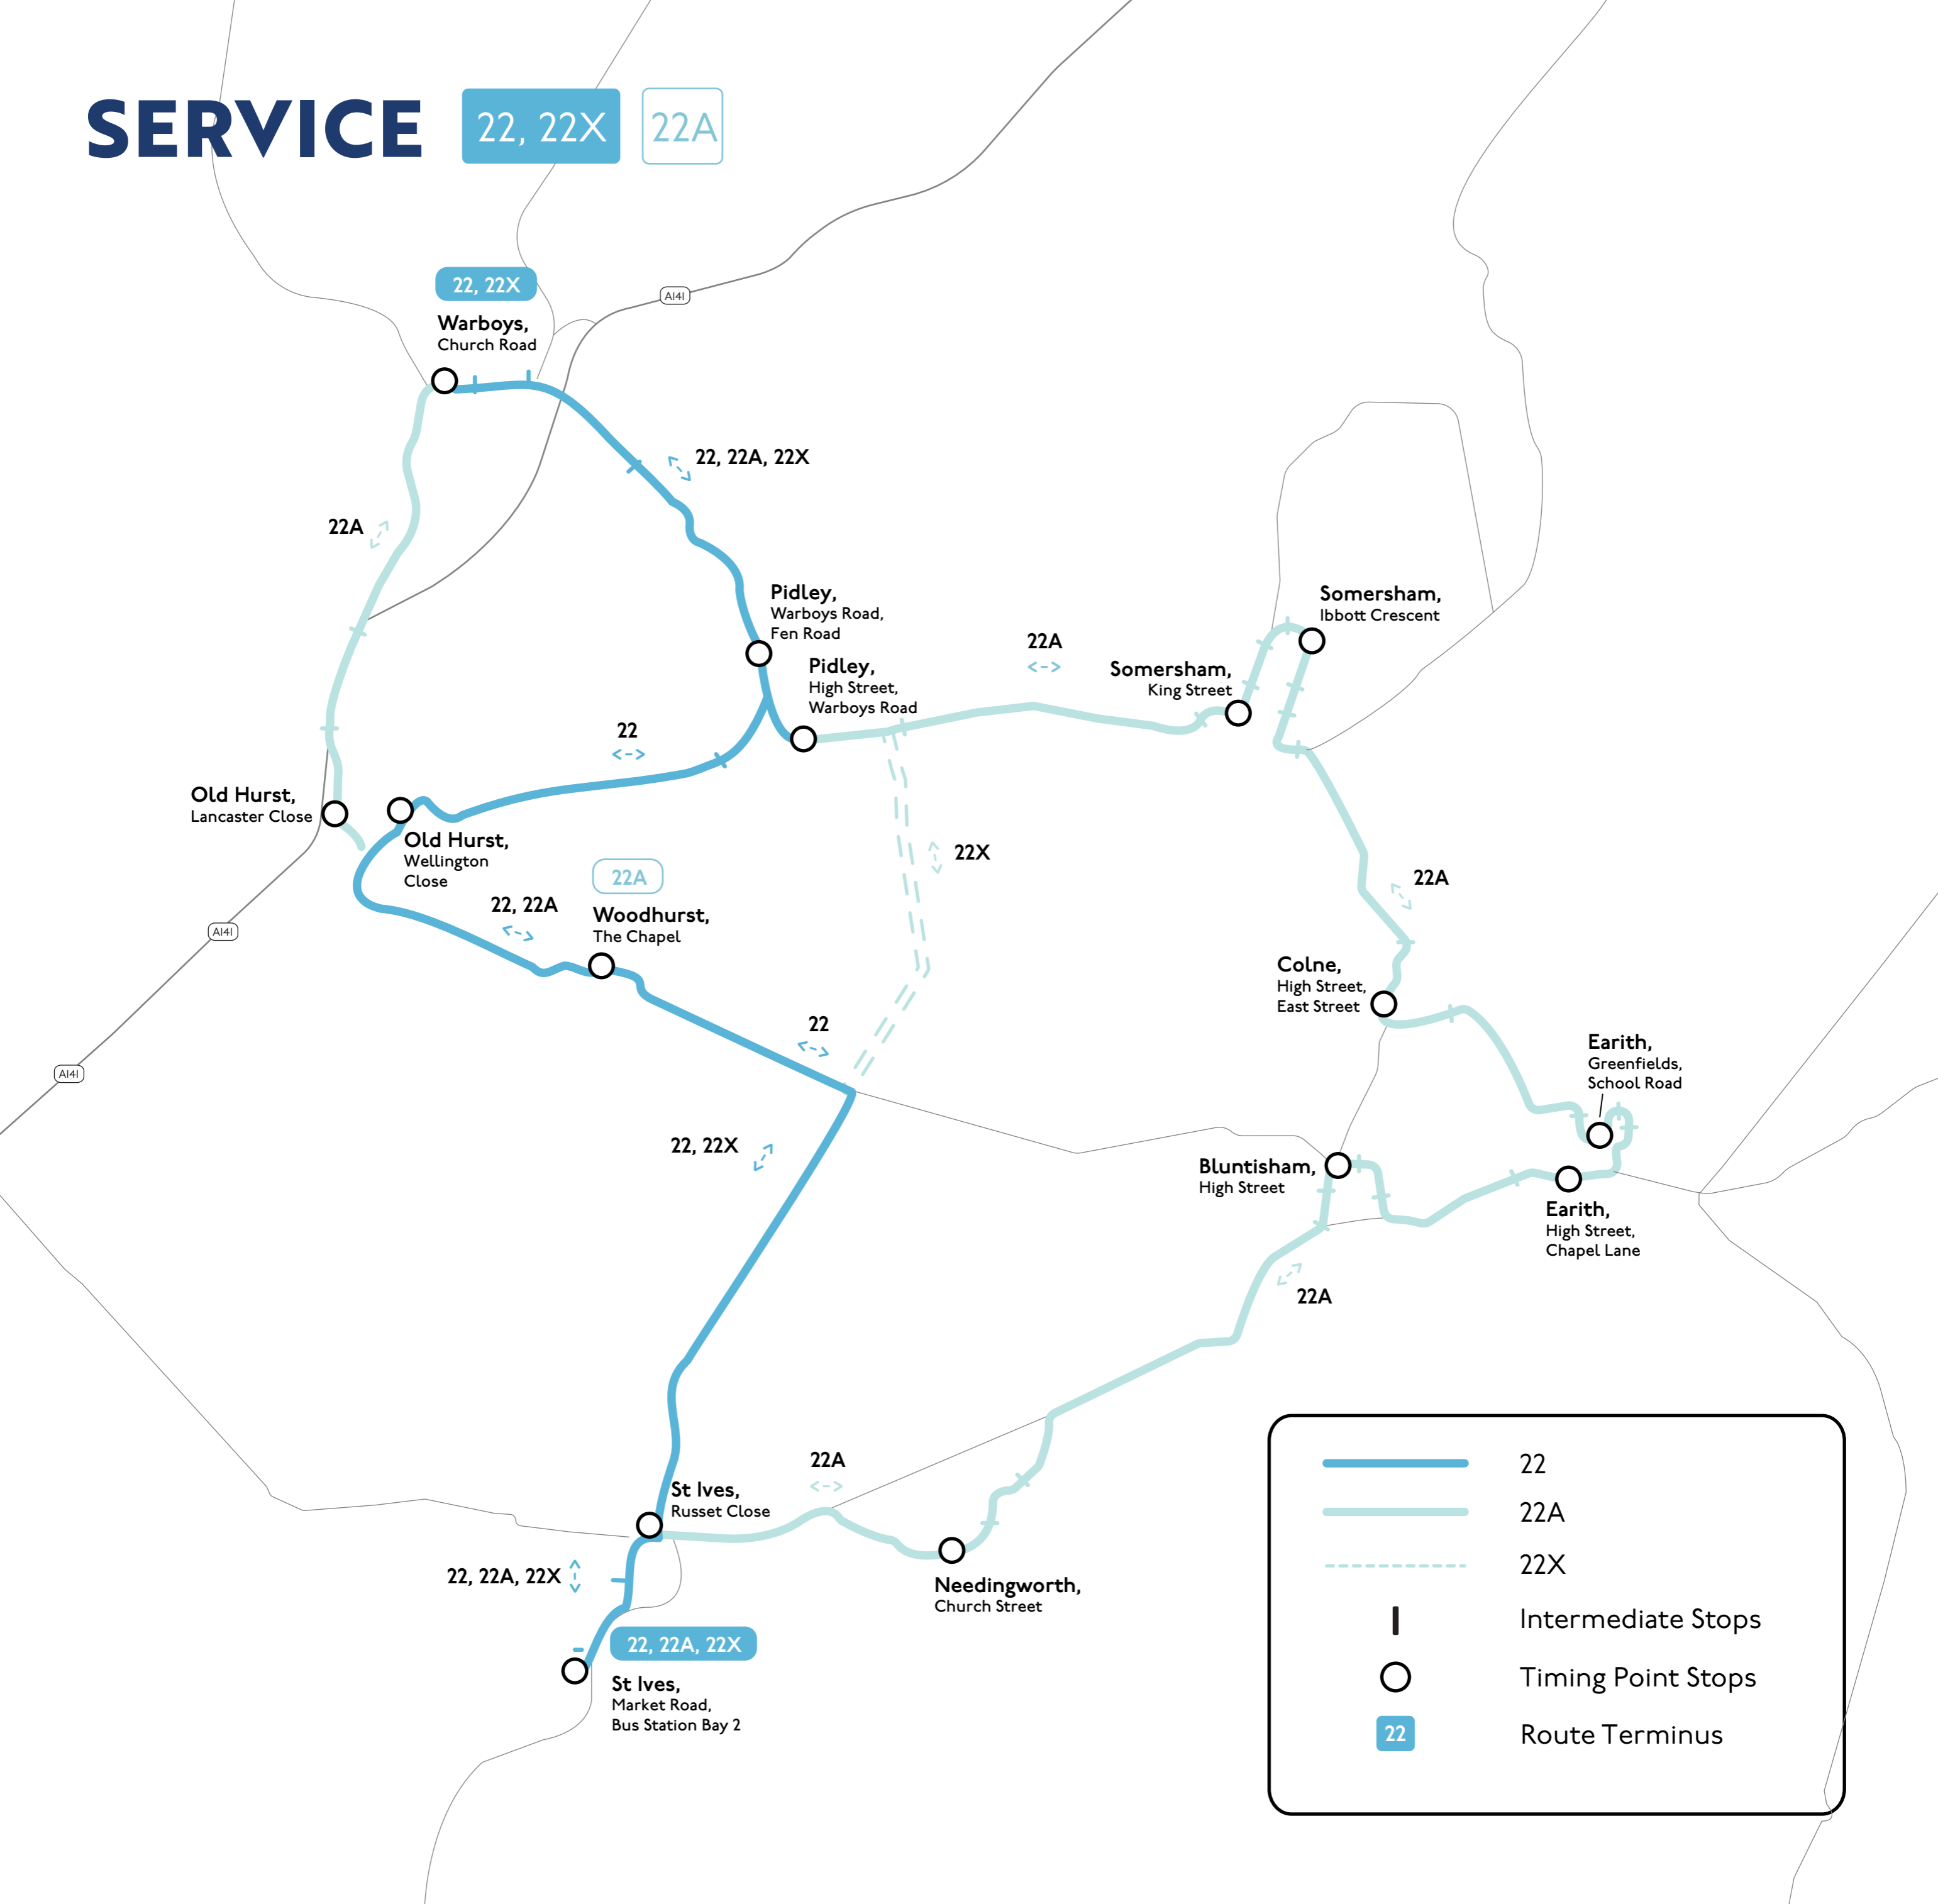 SERVICE 22, 22X 22A
A141
22, 22X
Warboys,
Church Road
22, 22A, 22X
22A
Pidley,
Warboys Road,
Fen Road
Pidley,
High Street,
Warboys Road
22A
Somersham,
King Street
Somersham,
Ibbott Crescent
22
Old Hurst,
Lancaster Close
Old Hurst,
Wellington
Close
22X
22A
22A
Woodhurst,
The Chapel
22, 22A
A141
Colne,
High Street,
East Street
22
A141
Earith,
Greenfields,
School Road
22, 22X
Bluntisham,
High Street
Earith,
High Street,
Chapel Lane
22A
22A
St Ives,
Russet Close
22, 22A, 22X
Needingworth,
Church Street
22, 22A, 22X
St Ives,
Market Road,
Bus Station Bay 2
22
22A
22X
Intermediate Stops
Timing Point Stops
22 Route Terminus